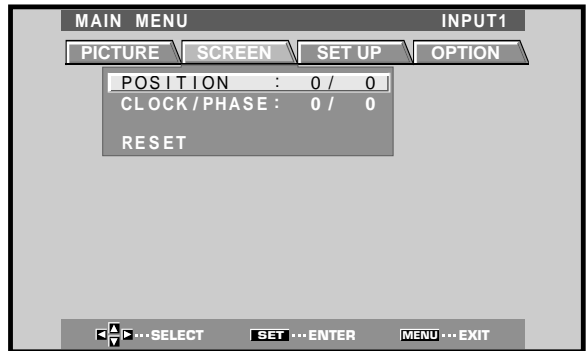 MAIN MENU INPUT1
PICTURE SCREEN SET UP OPTION
POSITION : 0 / 0
CLOCK/PHASE : 0 / 0
RESET
···SELECT SET ···ENTER MENU ···EXIT